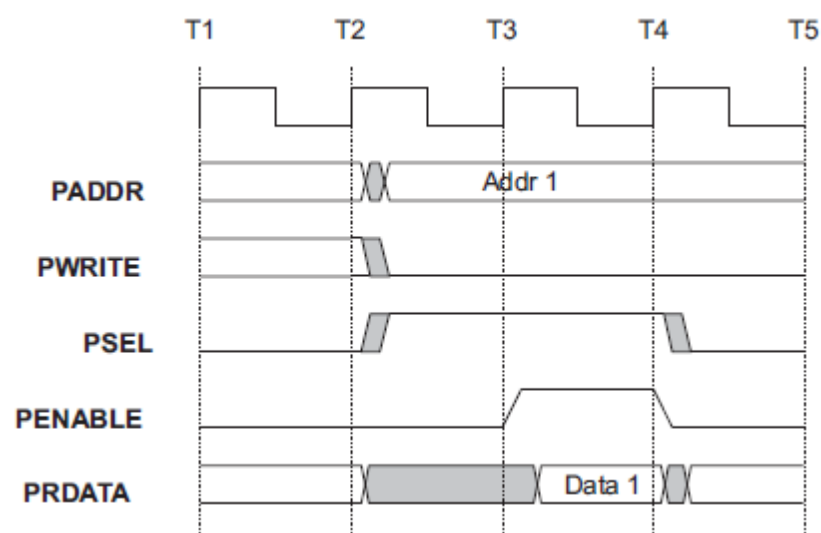 T1 T2 T3 T4 T5
PADDR Addr 1
PWRITE
PSEL
PENABLE
PRDATA Data 1